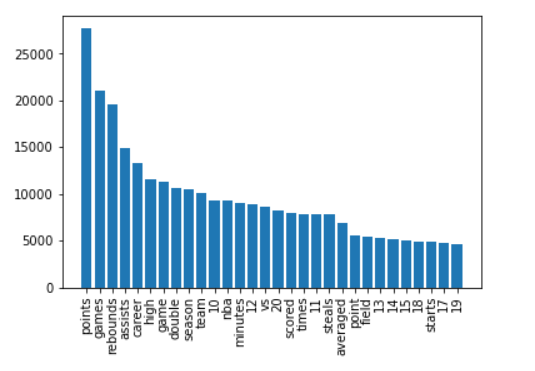 25000
20000
15000
10000
5000
0
points
games
rebounds
assists
career
high
game
double
season
team
10
nba
minutes
12
vs
20
scored
times
11
steals
averaged
point
field
13
14
15
18
starts
17
19